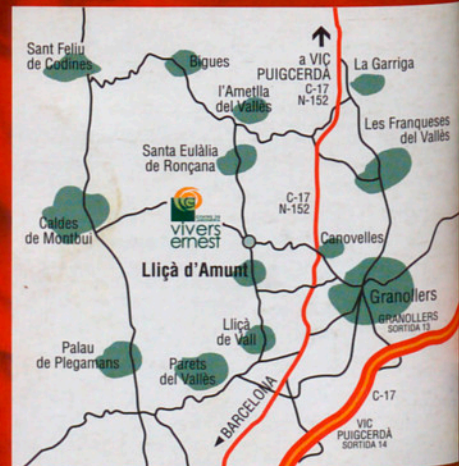 Sant Feliu
de Codines
Bigues
a VIC
PUIGCERDÀ
C-17
N-152
La Garriga
l'Ametlla
del Vallès
Les Franqueses
del Vallès
Santa Eulàlia
de Ronçana
C-17
N-152
vivers
ernest
Caldes
de Montbui
Canovelles
Lliçà d'Amunt
Granollers
GRANOLLERS
SORTIDA 13
Lliçà
de Vall
Palau
de Plegamans
Parets
del Vallès
BARCELONA
C-17
VIC
PUIGCERDÀ
SORTIDA 14